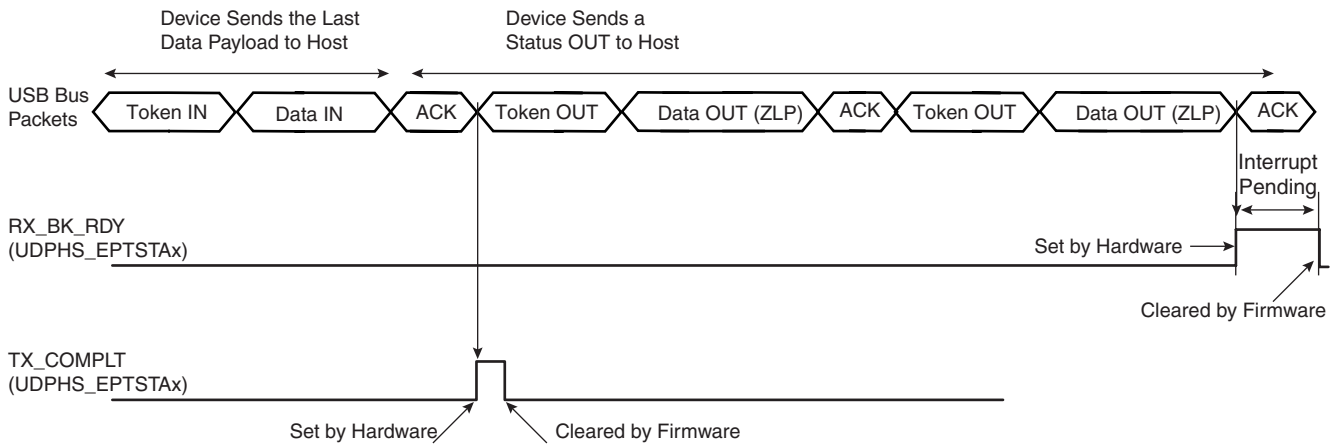 Device Sends the Last
Data Payload to Host
Device Sends a
Status OUT to Host
USB Bus
Packets
Token IN
Data IN
ACK
Token OUT
Data OUT (ZLP)
ACK
Token OUT
Data OUT (ZLP)
ACK
Interrupt
Pending
RX_BK_RDY
(UDPHS_EPTSTAx)
Set by Hardware
Cleared by Firmware
TX_COMPLT
(UDPHS_EPTSTAx)
Set by Hardware
Cleared by Firmware